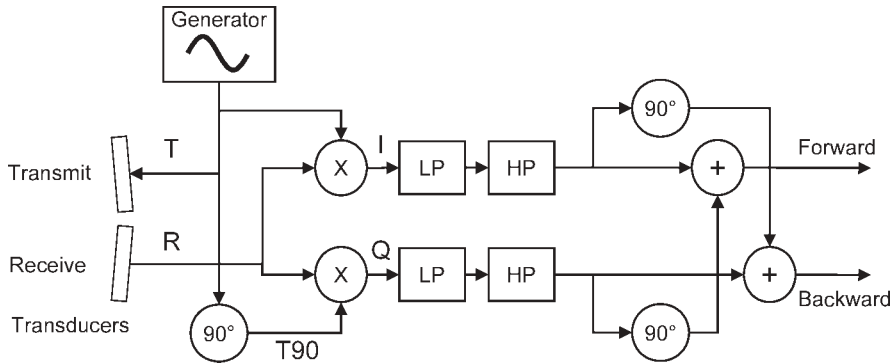 Generator
90°
T
I
Forward
Transmit
X
LP
HP
+
R
Q
Receive
X
LP
HP
+
Backward
Transducers
90°
T90
90°